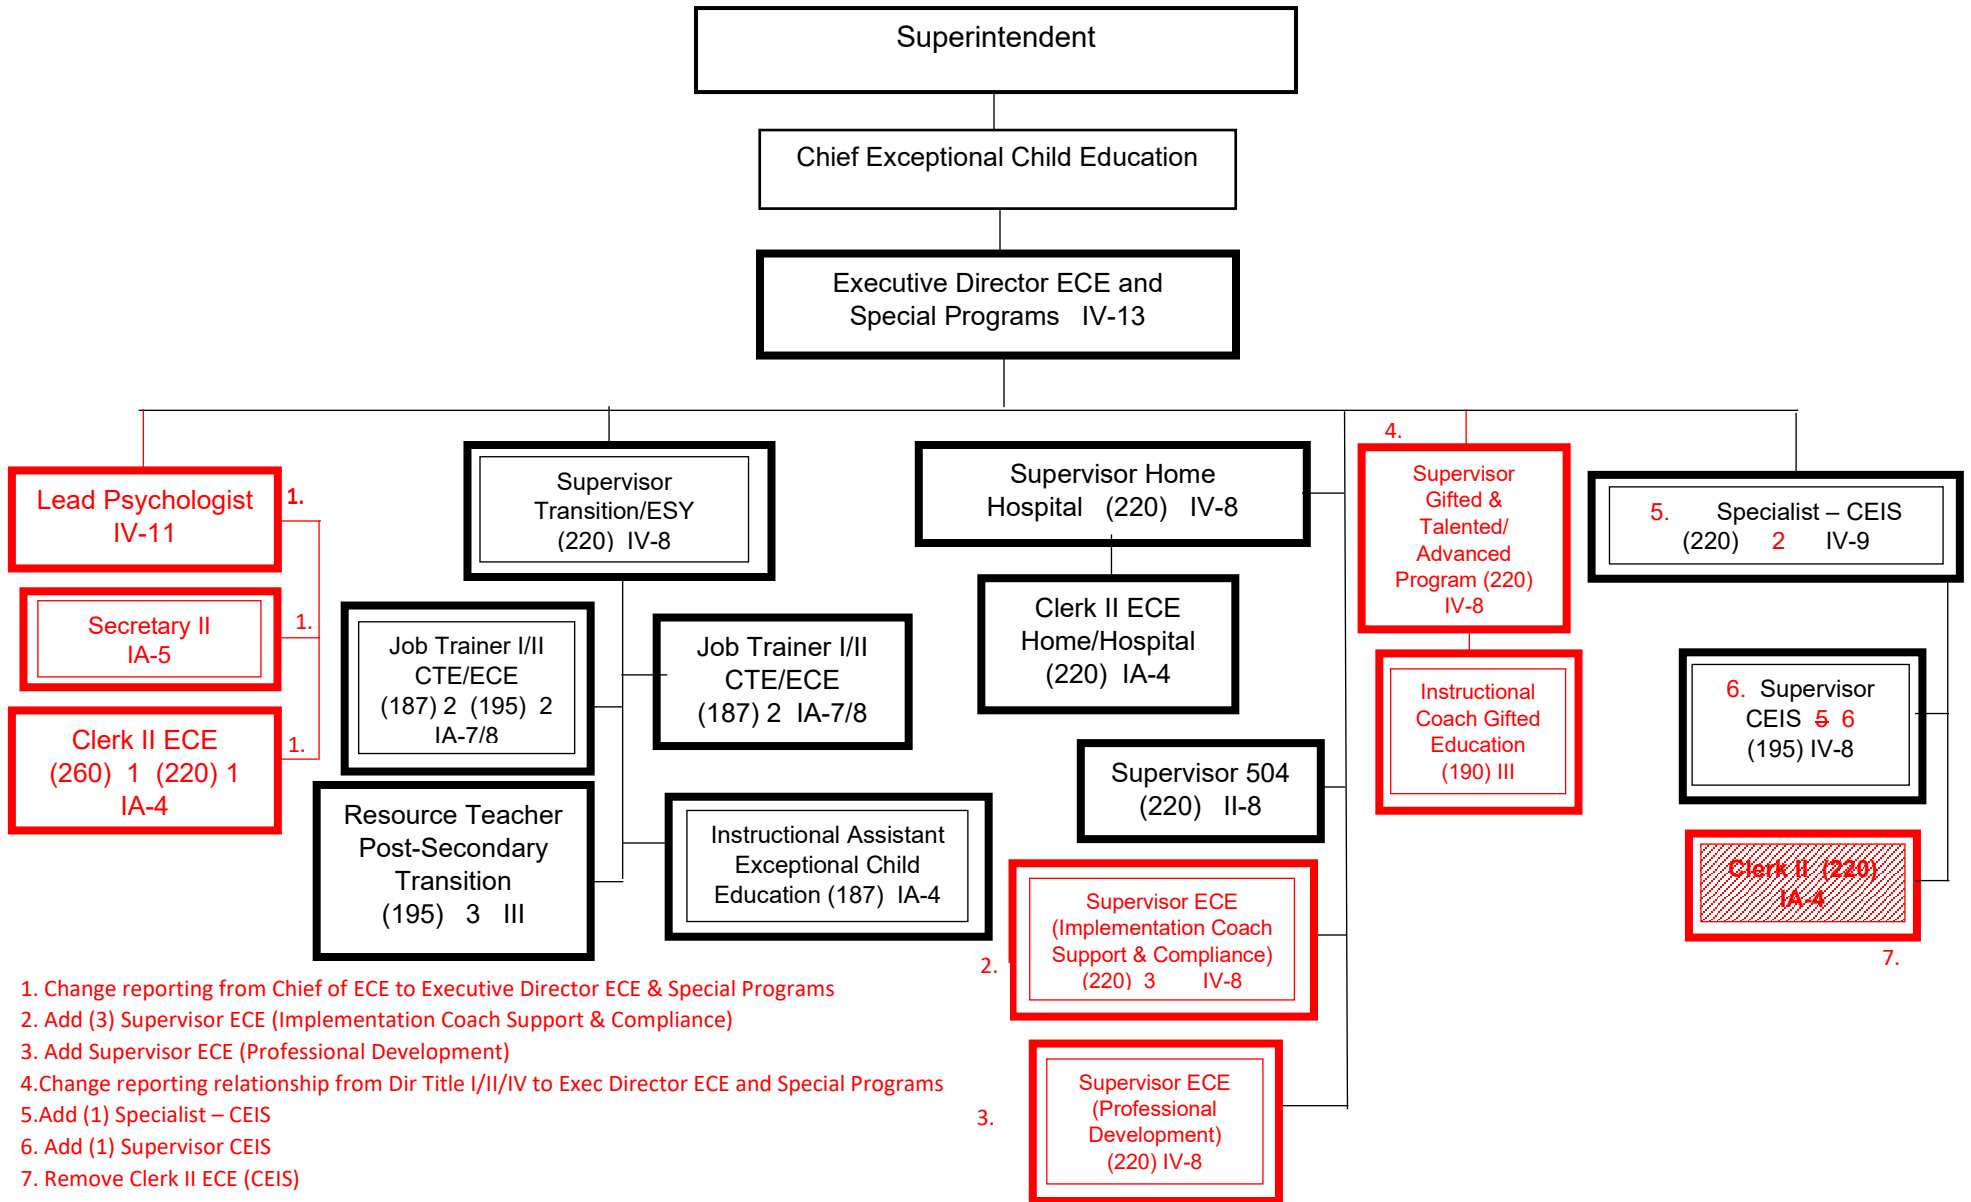 Superintendent
Chief Exceptional Child Education
Executive Director ECE and
Special Programs IV-13
Lead Psychologist
IV-11
1.
Secretary II
IA-5
1.
Clerk II ECE
(260) 1 (220) 1
IA-4
1.
Supervisor
Transition/ESY
(220) IV-8
Job Trainer I/II
CTE/ECE
(187) 2 (195) 2
IA-7/8
Job Trainer I/II
CTE/ECE
(187) 2 IA-7/8
Resource Teacher
Post-Secondary
Transition
(195) 3 III
Instructional Assistant
Exceptional Child
Education (187) IA-4
Supervisor Home
Hospital (220) IV-8
Clerk II ECE
Home/Hospital
(220) IA-4
Supervisor 504
(220) II-8
Supervisor ECE
(Implementation Coach
Support & Compliance)
(220) 3 IV-8
2.
Supervisor ECE
(Professional
Development)
(220) IV-8
3.
4.
Supervisor
Gifted &
Talented/
Advanced
Program (220)
IV-8
Instructional
Coach Gifted
Education
(190) III
5. Specialist – CEIS
(220) 2 IV-9
6. Supervisor
CEIS 5 6
(195) IV-8
Clerk II (220)
IA-4
7.
1. Change reporting from Chief of ECE to Executive Director ECE & Special Programs
2. Add (3) Supervisor ECE (Implementation Coach Support & Compliance)
3. Add Supervisor ECE (Professional Development)
4.Change reporting relationship from Dir Title I/II/IV to Exec Director ECE and Special Programs
5.Add (1) Specialist – CEIS
6. Add (1) Supervisor CEIS
7. Remove Clerk II ECE (CEIS)